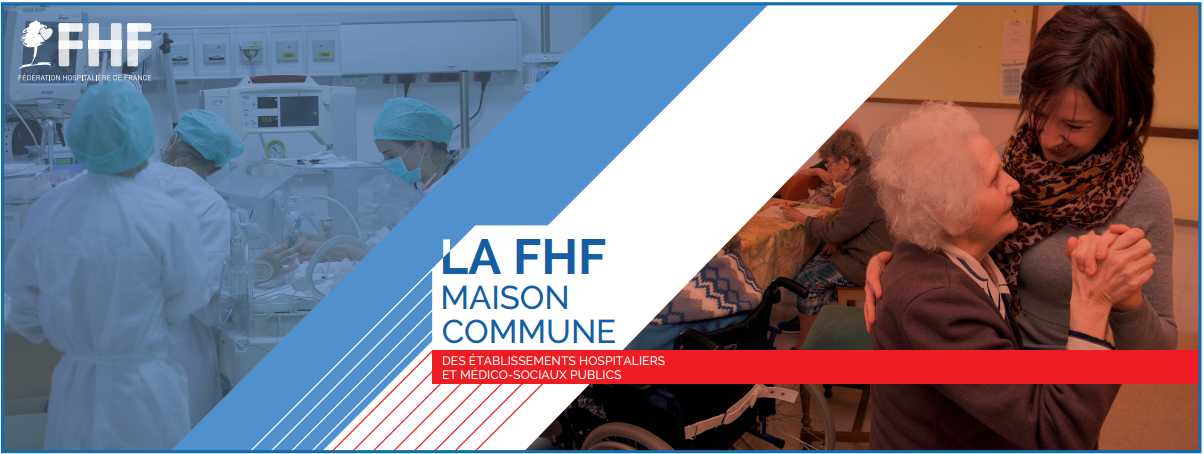 FHF
FÉDÉRATION HOSPITALIÈRE DE FRANCE
LA FHF
MAISON
COMMUNE
DES ÉTABLISSEMENTS HOSPITALIERS
ET MÉDICO-SOCIAUX PUBLICS